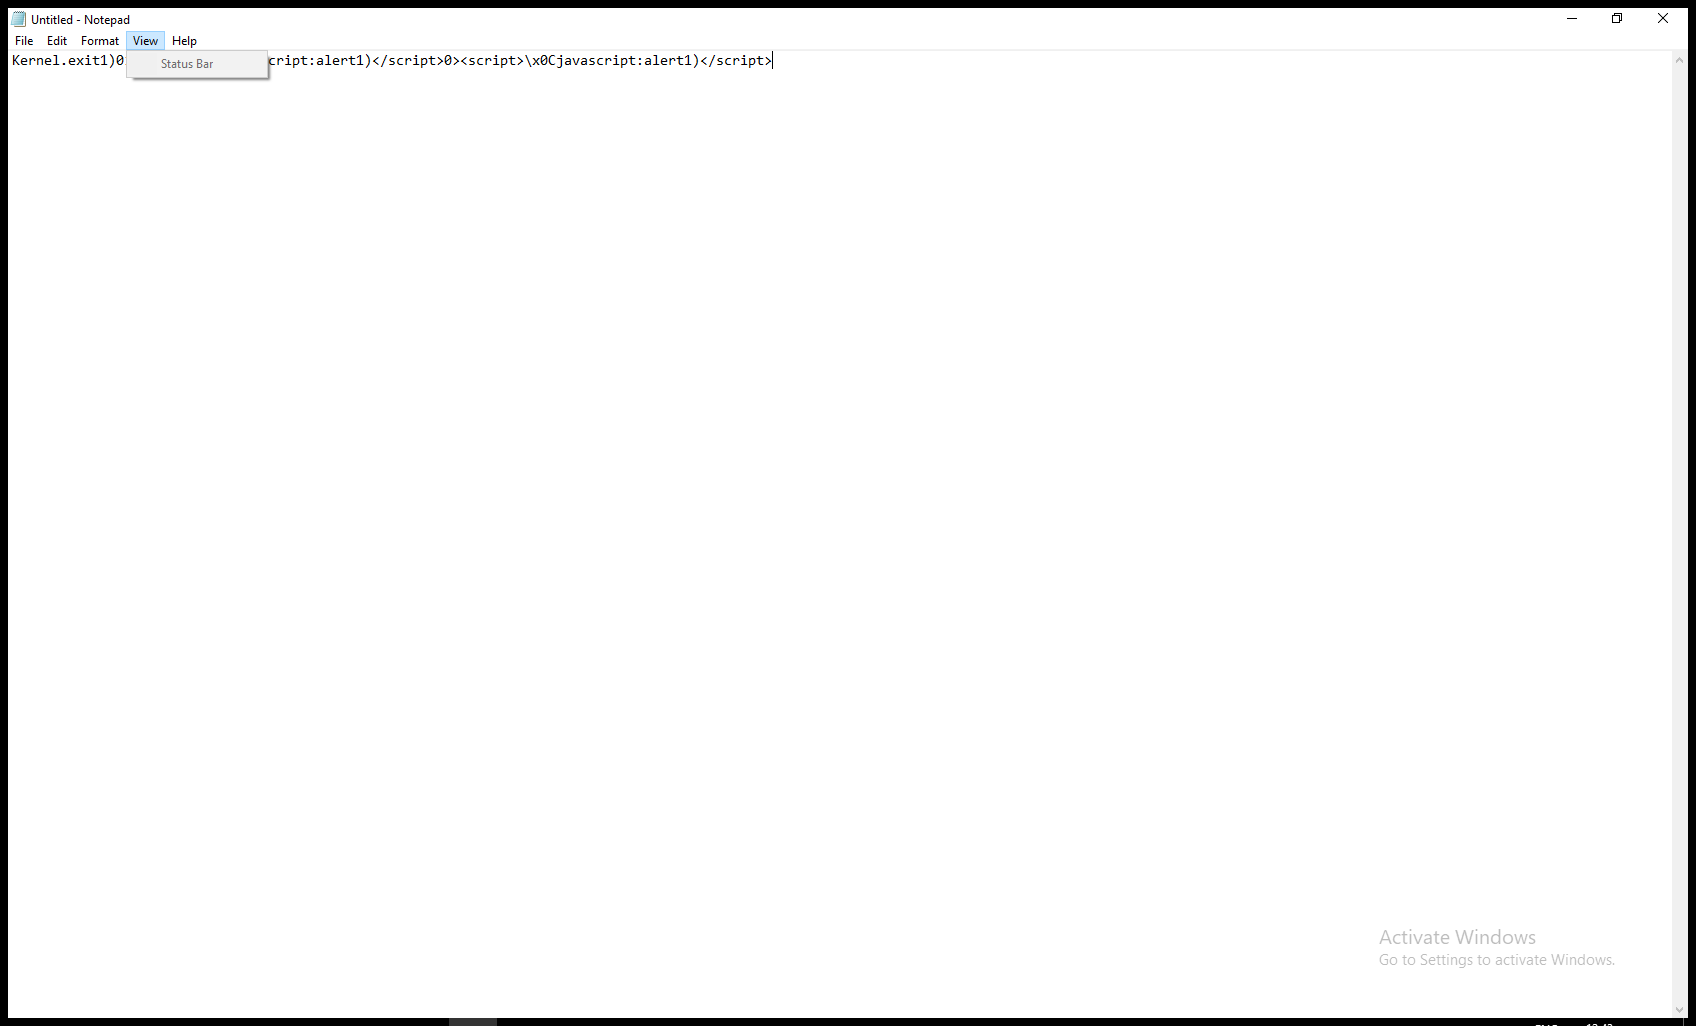 Untitled - Notepad
File Edit Format View Help
Kernel.exit1)0
Status Bar
cript:alert1)</script>0><script>\x0Cjavascript:alert1)</script>
Activate Windows
Go to Settings to activate Windows.